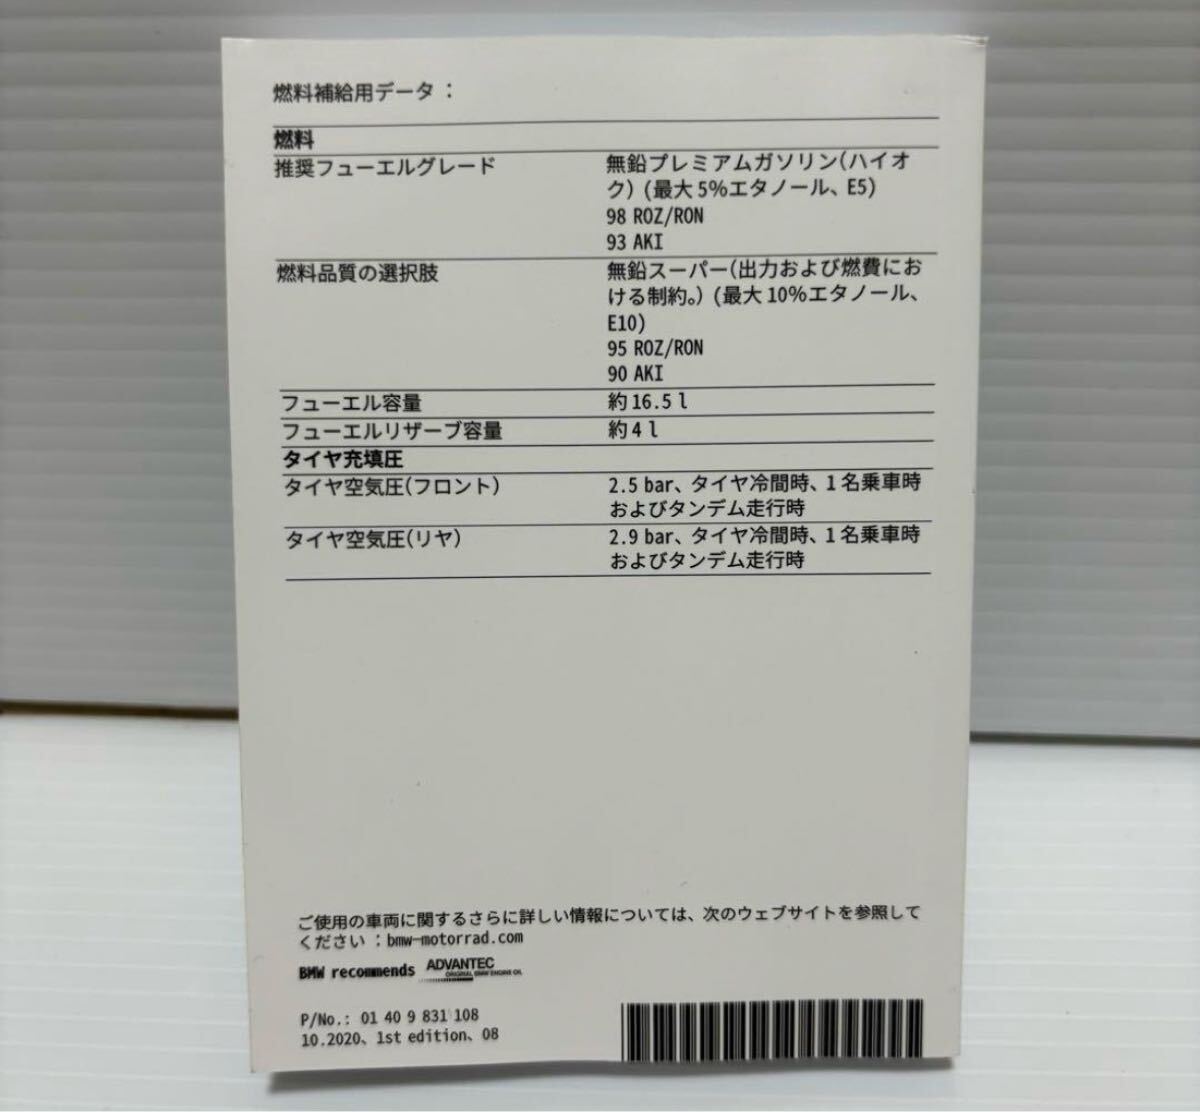 燃料補給用データ：
燃料
推奨フューエルグレード
無鉛プレミアムガソリン（ハイオ
ク）（最大 5%エタノール、E5）
98 ROZ/RON
93 AKI
燃料品質の選択肢
無鉛スーパー（出力および燃費にお
ける制約。）（最大 10%エタノール、
E10）
95 ROZ/RON
90 AKI
フューエル容量
約 16.5 l
フューエルリザーブ容量
約 4 l
タイヤ充填圧
タイヤ空気圧（フロント）
2.5 bar、タイヤ冷間時、1 名乗車時
およびタンデム走行時
タイヤ空気圧（リヤ）
2.9 bar、タイヤ冷間時、1 名乗車時
およびタンデム走行時
ご使用の車両に関するさらに詳しい情報については、次のウェブサイトを参照して
ください：bmw-motorrad.com
BMW recommends
ADVANTEC
ORIGINAL BMW ENGINE OIL
P/No.: 01 40 9 831 108
10.2020、1st edition、08